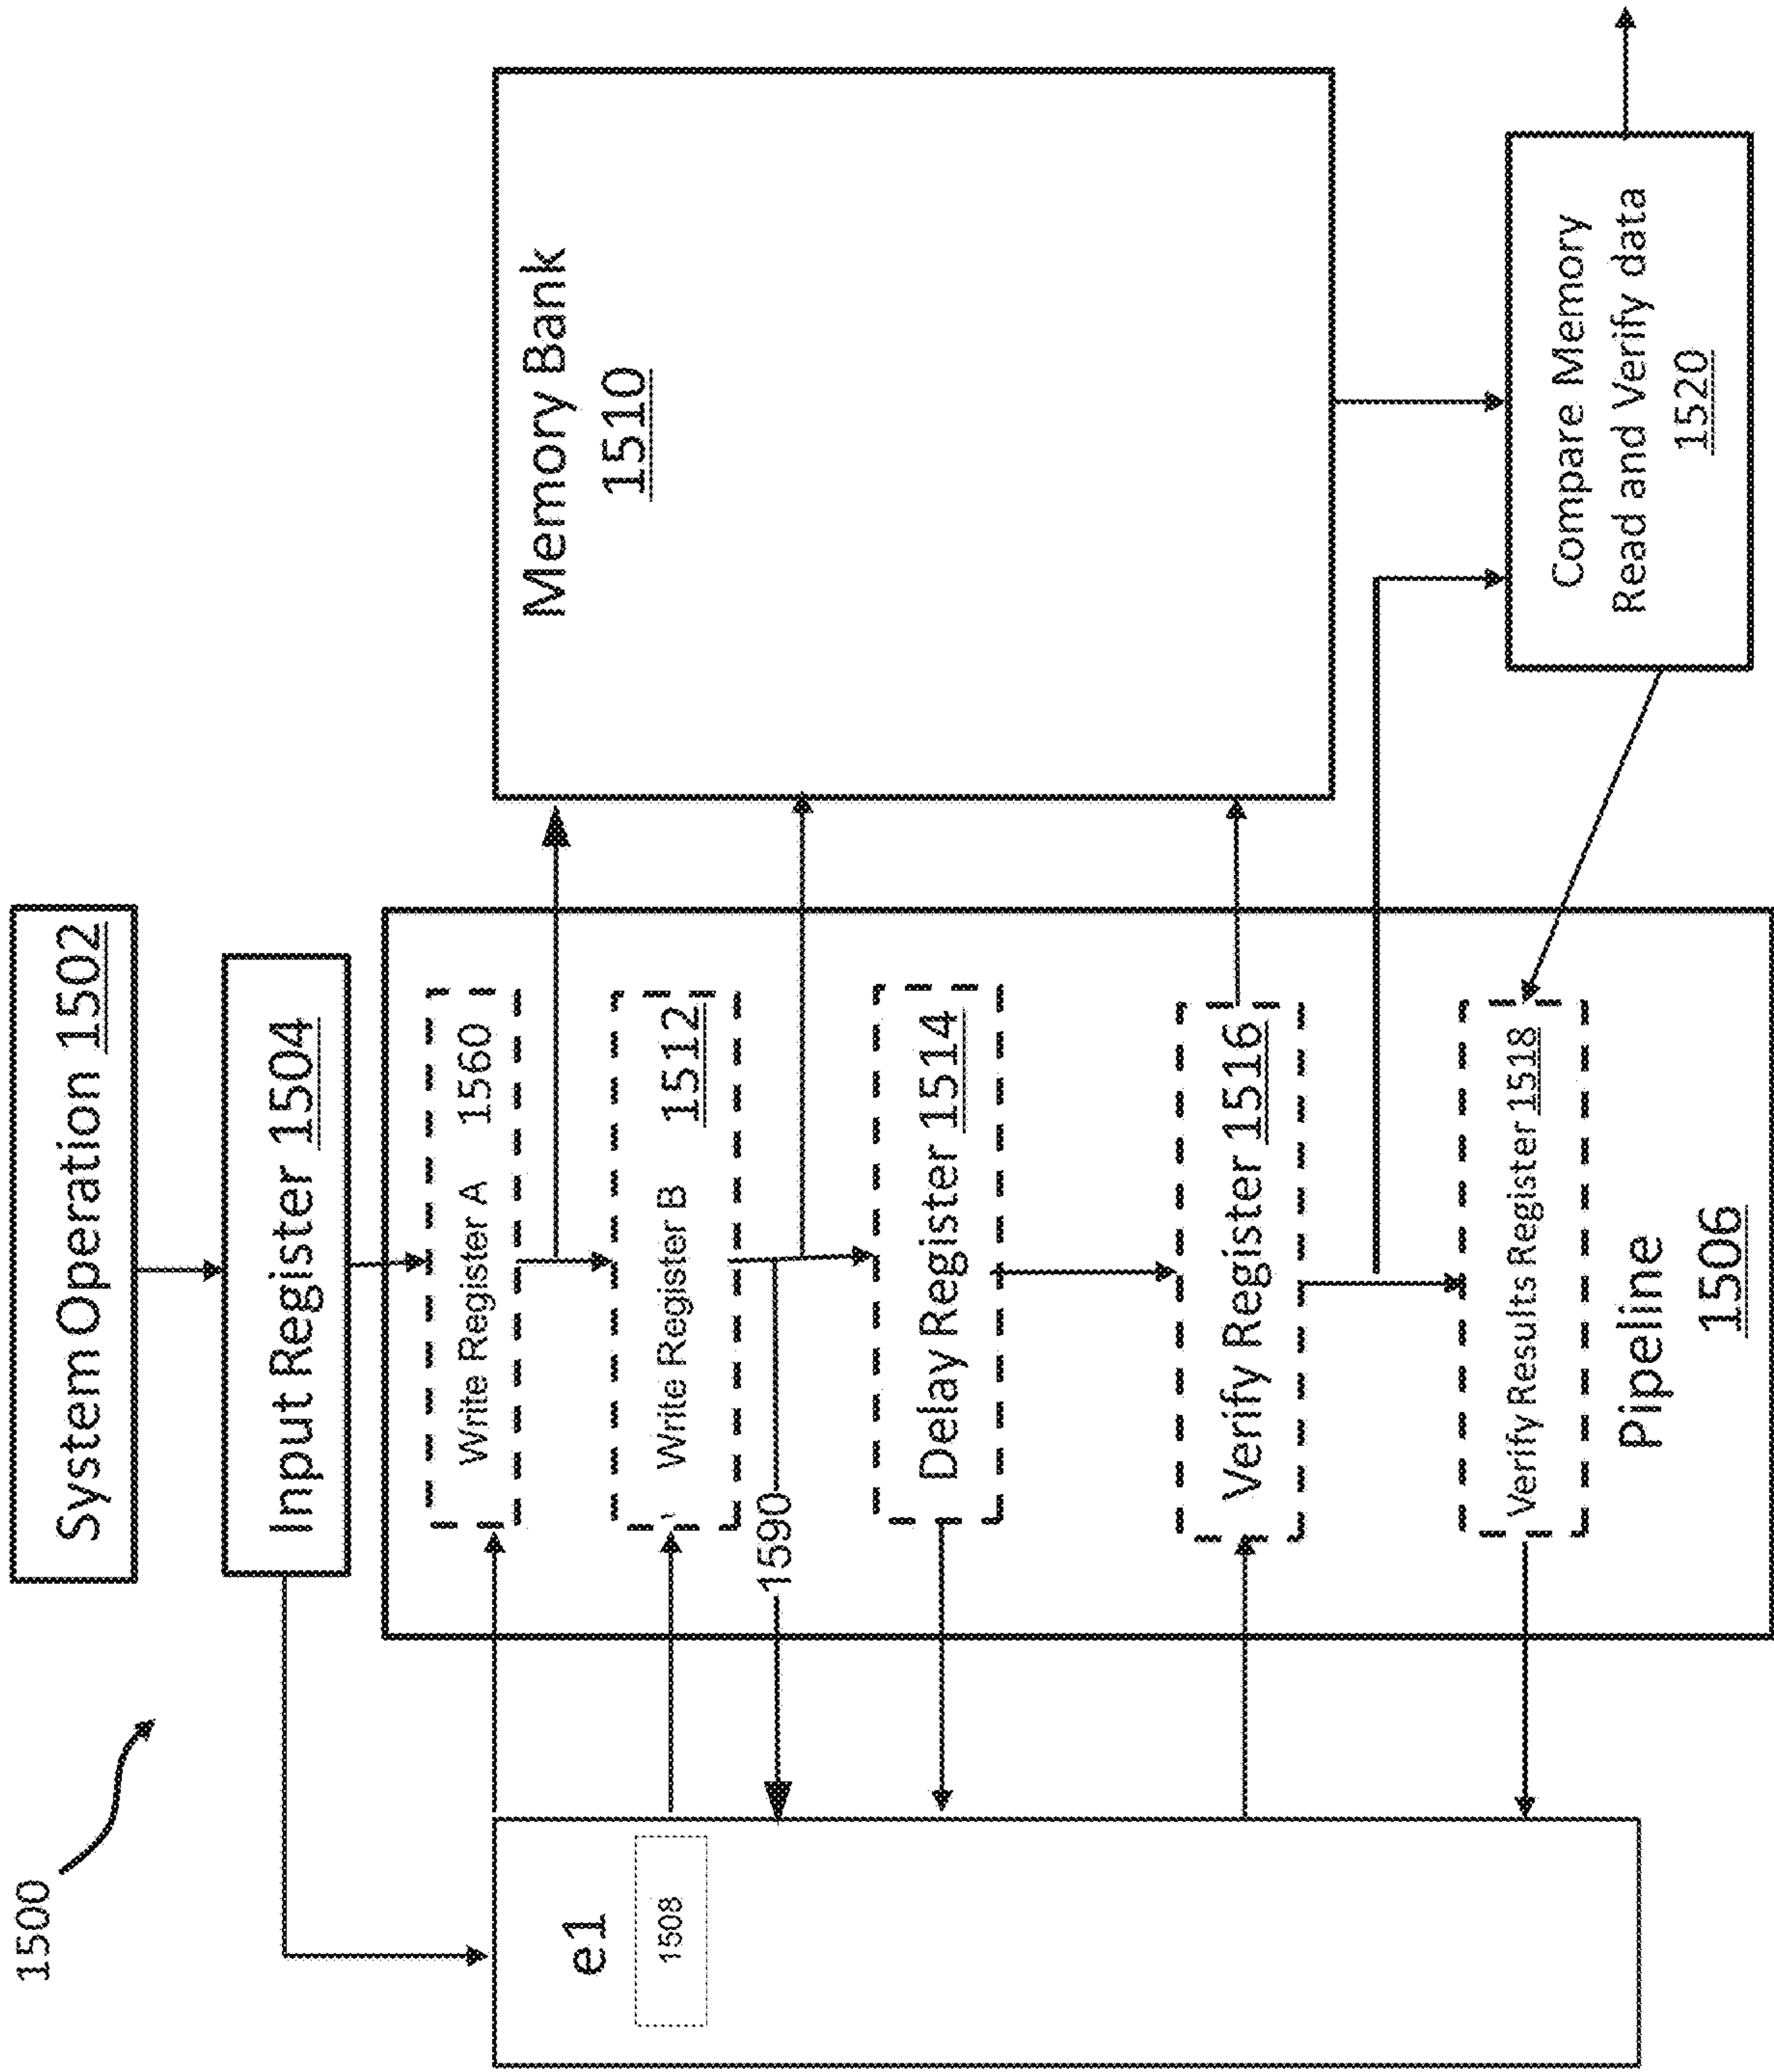 1500
System Operation 1502
Input Register 1504
e1
1508
Write Register A 1560
Write Register B 1512
1590
Delay Register 1514
Verify Register 1516
Verify Results Register 1518
Pipeline
1506
Memory Bank
1510
Compare Memory
Read and Verify data
1520